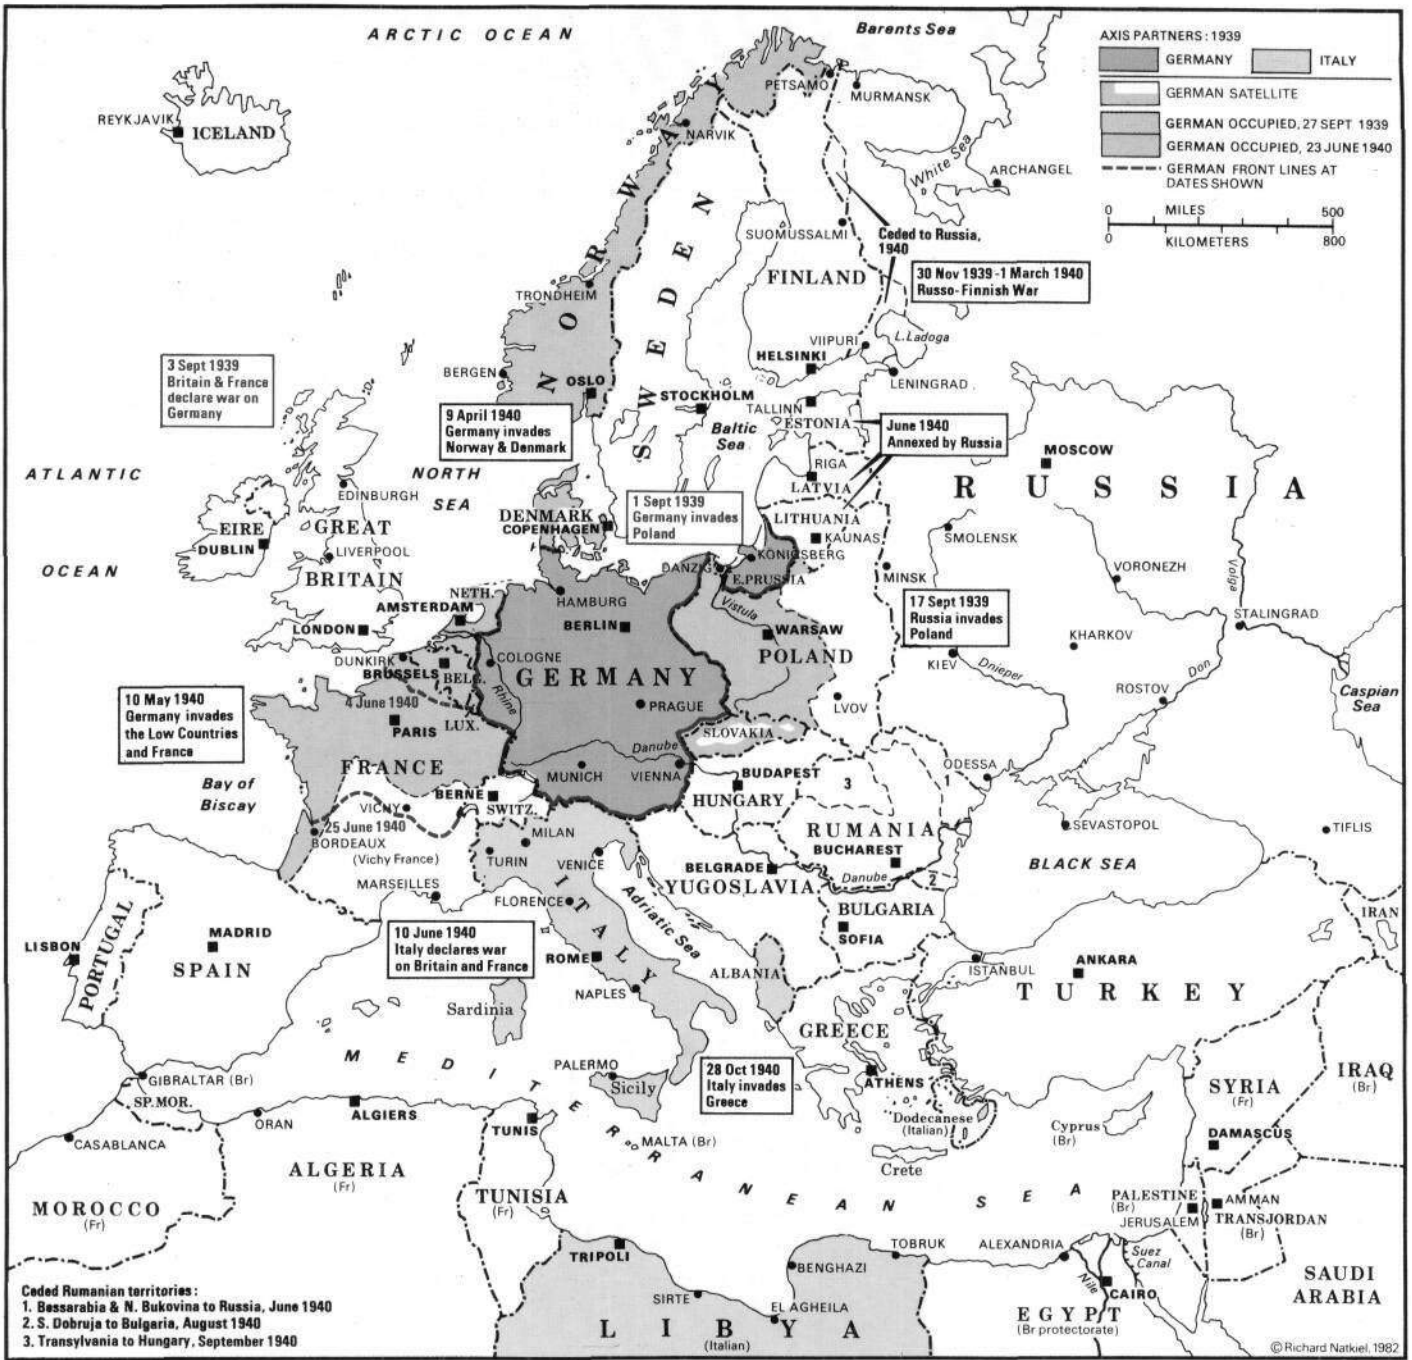 ARCTIC OCEAN
Barents Sea
AXIS PARTNERS: 1939
GERMANY
ITALY
GERMAN SATELLITE
GERMAN OCCUPIED, 27 SEPT 1939
GERMAN OCCUPIED, 23 JUNE 1940
GERMAN FRONT LINES AT
DATES SHOWN
0 MILES 500
0 KILOMETERS 800
REYKJAVIK
ICELAND
PETSAMO
MURMANSK
NARVIK
White Sea
ARCHANGEL
NORWAY
SWEDEN
SUOMUSSALMI
Ceded to Russia,
1940
FINLAND
30 Nov 1939 - 1 March 1940
Russo-Finnish War
TRONDHEIM
VIIPURI
L. Ladoga
HELSINKI
LENINGRAD
3 Sept 1939
Britain & France
declare war on
Germany
BERGEN
OSLO
STOCKHOLM
TALLINN
ESTONIA
9 April 1940
Germany invades
Norway & Denmark
Baltic
Sea
June 1940
Annexed by Russia
MOSCOW
RIGA
LATVIA
RUSSIA
ATLANTIC
OCEAN
NORTH
SEA
EDINBURGH
1 Sept 1939
Germany invades
Poland
LITHUANIA
KAUNAS
SMOLENSK
EIRE
DUBLIN
GREAT
BRITAIN
LIVERPOOL
DENMARK
COPENHAGEN
KÖNIGSBERG
DANZIG
E. PRUSSIA
MINSK
VORONEZH
Volga
NETH.
HAMBURG
Vistula
17 Sept 1939
Russia invades
Poland
STALINGRAD
AMSTERDAM
LONDON
BERLIN
WARSAW
POLAND
KHARKOV
DUNKIRK
BRUSSELS
BELG.
COLOGNE
GERMANY
Rhine
KIEV
Dnieper
Don
ROSTOV
Caspian
Sea
10 May 1940
Germany invades
the Low Countries
and France
4 June 1940
PARIS
LUX.
PRAGUE
LVOV
SLOVAKIA
FRANCE
Danube
MUNICH
VIENNA
BUDAPEST
HUNGARY
3
1
ODESSA
Bay of
Biscay
BERNE
SWITZ.
VICHY
25 June 1940
BORDEAUX
(Vichy France)
MILAN
TURIN
VENICE
RUMANIA
BUCHAREST
SEVASTOPOL
TIFLIS
BELGRADE
YUGOSLAVIA
Danube
2
BLACK SEA
MARSEILLES
FLORENCE
ITALY
Adriatic Sea
BULGARIA
SOFIA
IRAN
PORTUGAL
LISBON
MADRID
SPAIN
10 June 1940
Italy declares war
on Britain and France
ROME
NAPLES
ALBANIA
ISTANBUL
ANKARA
TURKEY
Sardinia
GREECE
MEDITERRANEAN SEA
PALERMO
Sicily
28 Oct 1940
Italy invades
Greece
ATHENS
SYRIA
(Fr)
IRAQ
(Br)
GIBRALTAR (Br)
SP. MOR.
ORAN
ALGIERS
TUNIS
MALTA (Br)
Dodecanese
(Italian)
Cyprus
(Br)
DAMASCUS
CASABLANCA
Crete
ALGERIA
(Fr)
MOROCCO
(Fr)
TUNISIA
(Fr)
PALESTINE
(Br)
JERUSALEM
AMMAN
TRANSJORDAN
(Br)
TRIPOLI
TOBRUK
ALEXANDRIA
Suez
Canal
BENGHAZI
Nile
CAIRO
SAUDI
ARABIA
SIRTE
EL AGHEILA
LIBYA
(Italian)
EGYPT
(Br protectorate)
Ceded Rumanian territories:
1. Bessarabia & N. Bukovina to Russia, June 1940
2. S. Dobruja to Bulgaria, August 1940
3. Transylvania to Hungary, September 1940
© Richard Natkiel, 1982